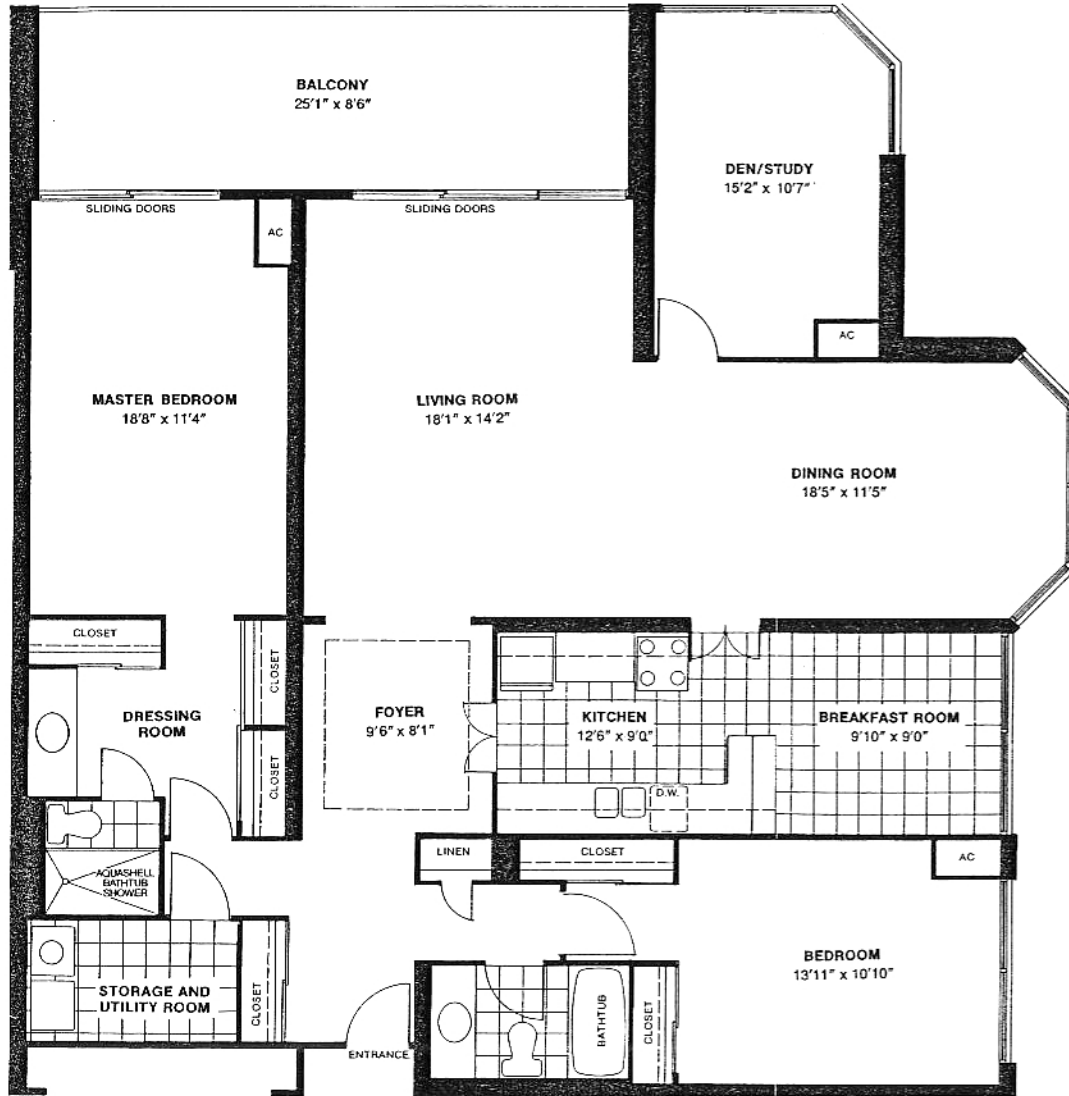 BALCONY
25'1" x 8'6"
DEN/STUDY
15'2" x 10'7"
SLIDING DOORS
SLIDING DOORS
AC
AC
MASTER BEDROOM
18'8" x 11'4"
LIVING ROOM
18'1" x 14'2"
DINING ROOM
18'5" x 11'5"
CLOSET
CLOSET
DRESSING
ROOM
FOYER
9'6" x 8'1"
KITCHEN
12'6" x 9'0"
BREAKFAST ROOM
9'10" x 9'0"
CLOSET
D.W.
LINEN
CLOSET
AC
AQUASHELL
BATHTUB
SHOWER
BEDROOM
13'11" x 10'10"
STORAGE AND
UTILITY ROOM
CLOSET
BATHTUB
CLOSET
ENTRANCE